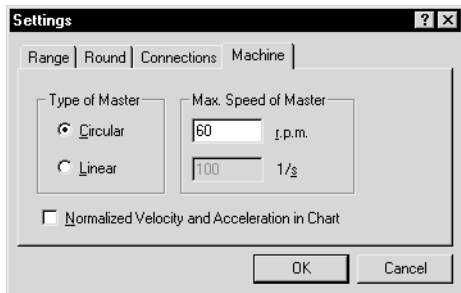 Settings
Range Round Connections Machine
Type of Master
Circular
Linear
Max. Speed of Master
60 r.p.m.
100 1/s
Normalized Velocity and Acceleration in Chart
OK Cancel